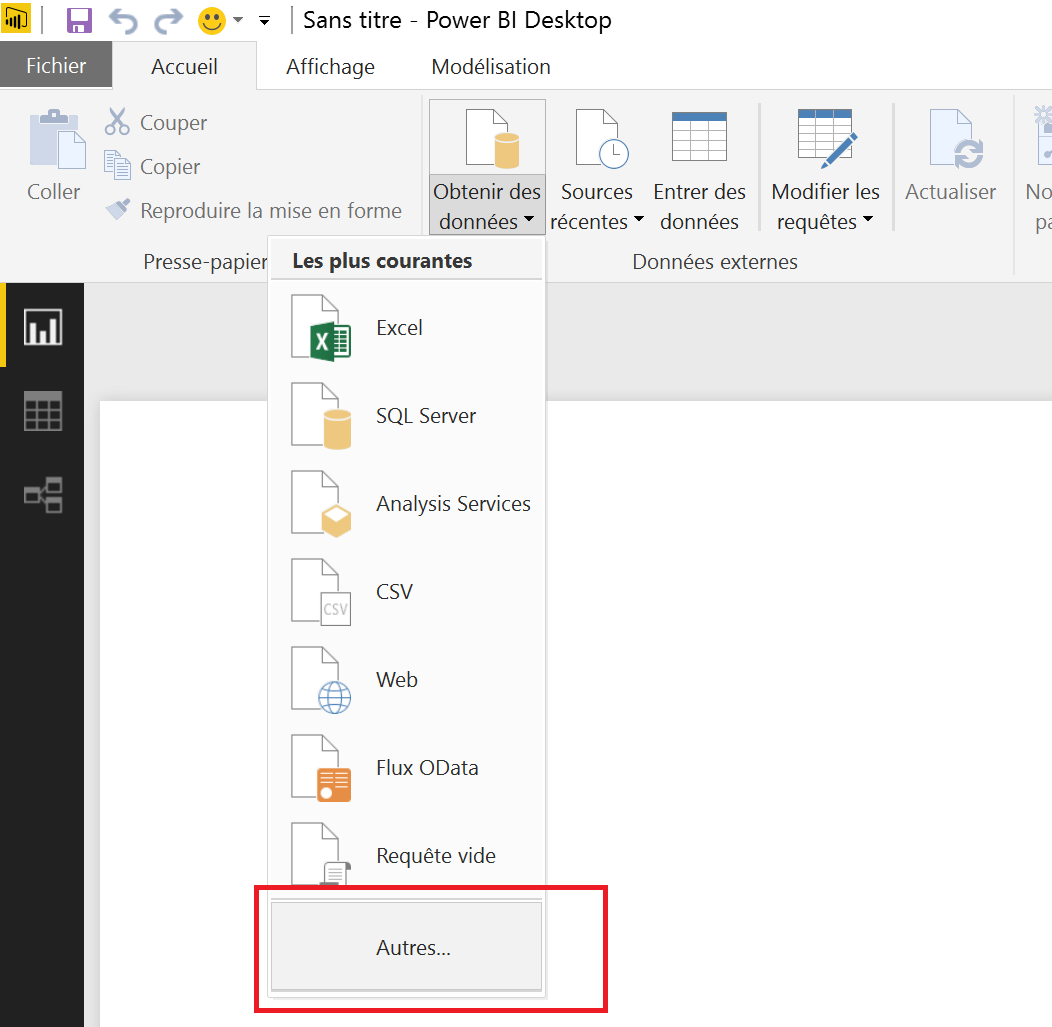 Sans titre - Power BI Desktop
Fichier
Accueil
Affichage
Modélisation
Coller
Couper
Copier
Reproduire la mise en forme
Presse-papier
Obtenir des
données
Sources
récentes
Entrer des
données
Modifier les
requêtes
Actualiser
Données externes
Les plus courantes
Excel
SQL Server
Analysis Services
CSV
CSV
Web
Flux OData
Requête vide
Autres...